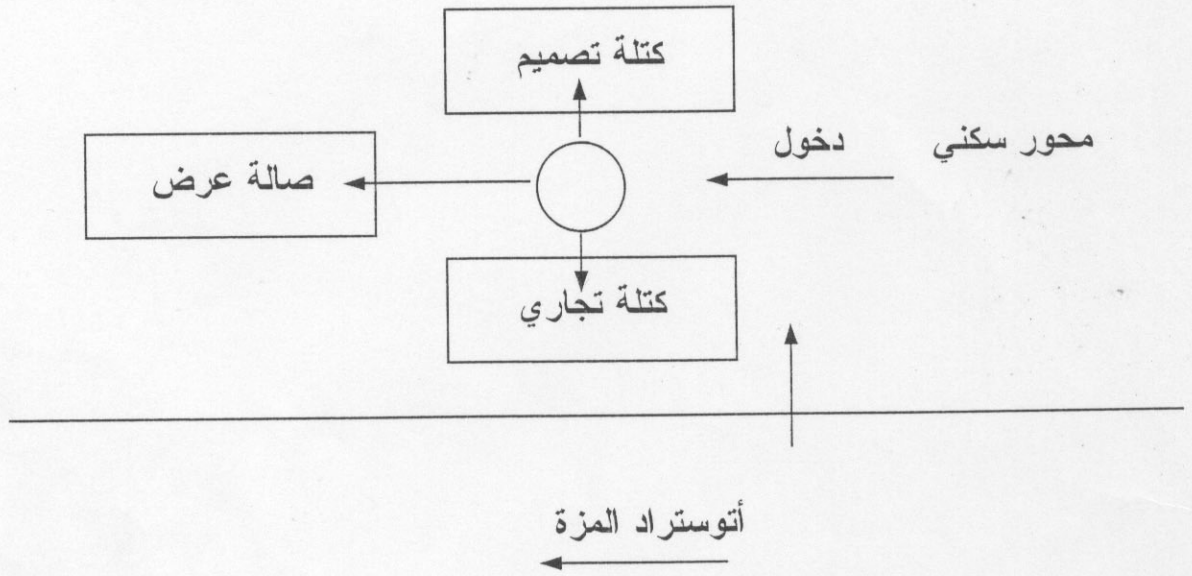 كتلة تصميم
محور سكني
دخول
صالة عرض
كتلة تجاري
أتوستراد المزة